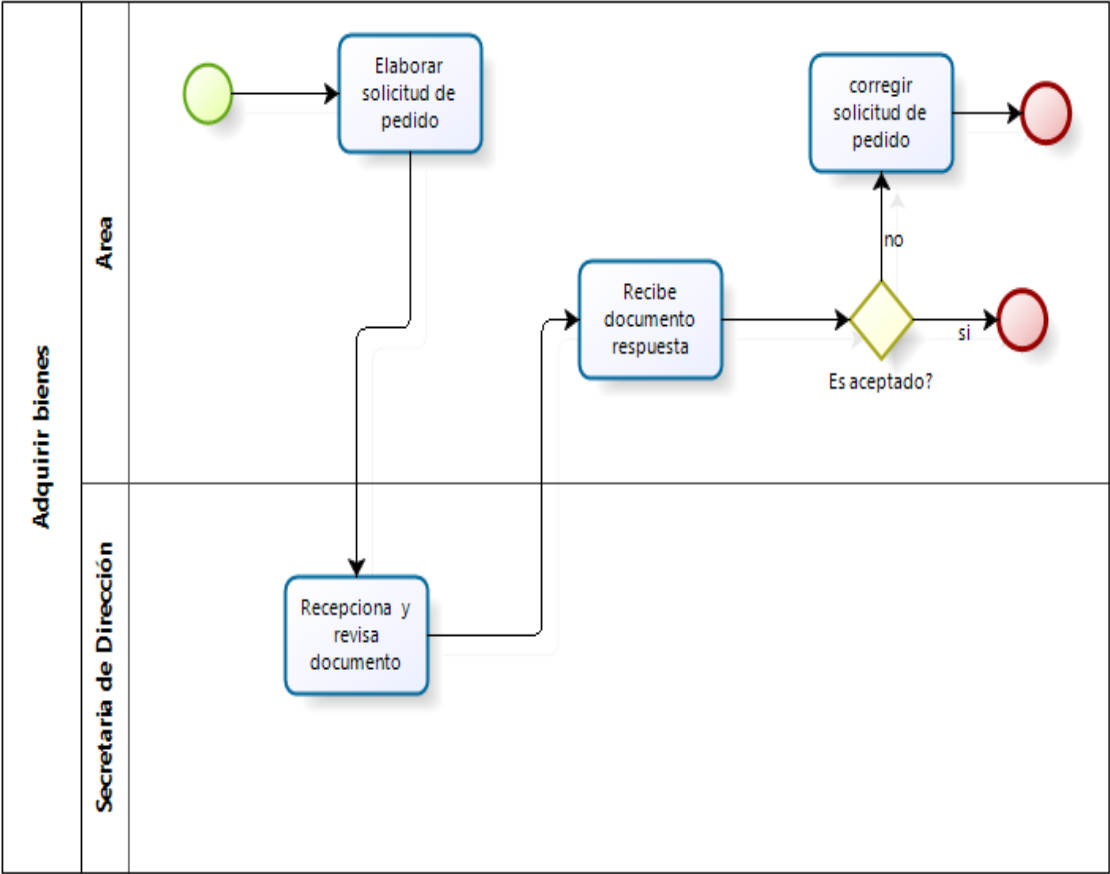 Adquirir bienes
Area
Elaborar
solicitud de
pedido
corregir
solicitud de
pedido
no
Recibe
documento
respuesta
si
Es aceptado?
Secretaria de Dirección
Recepciona y
revisa
documento